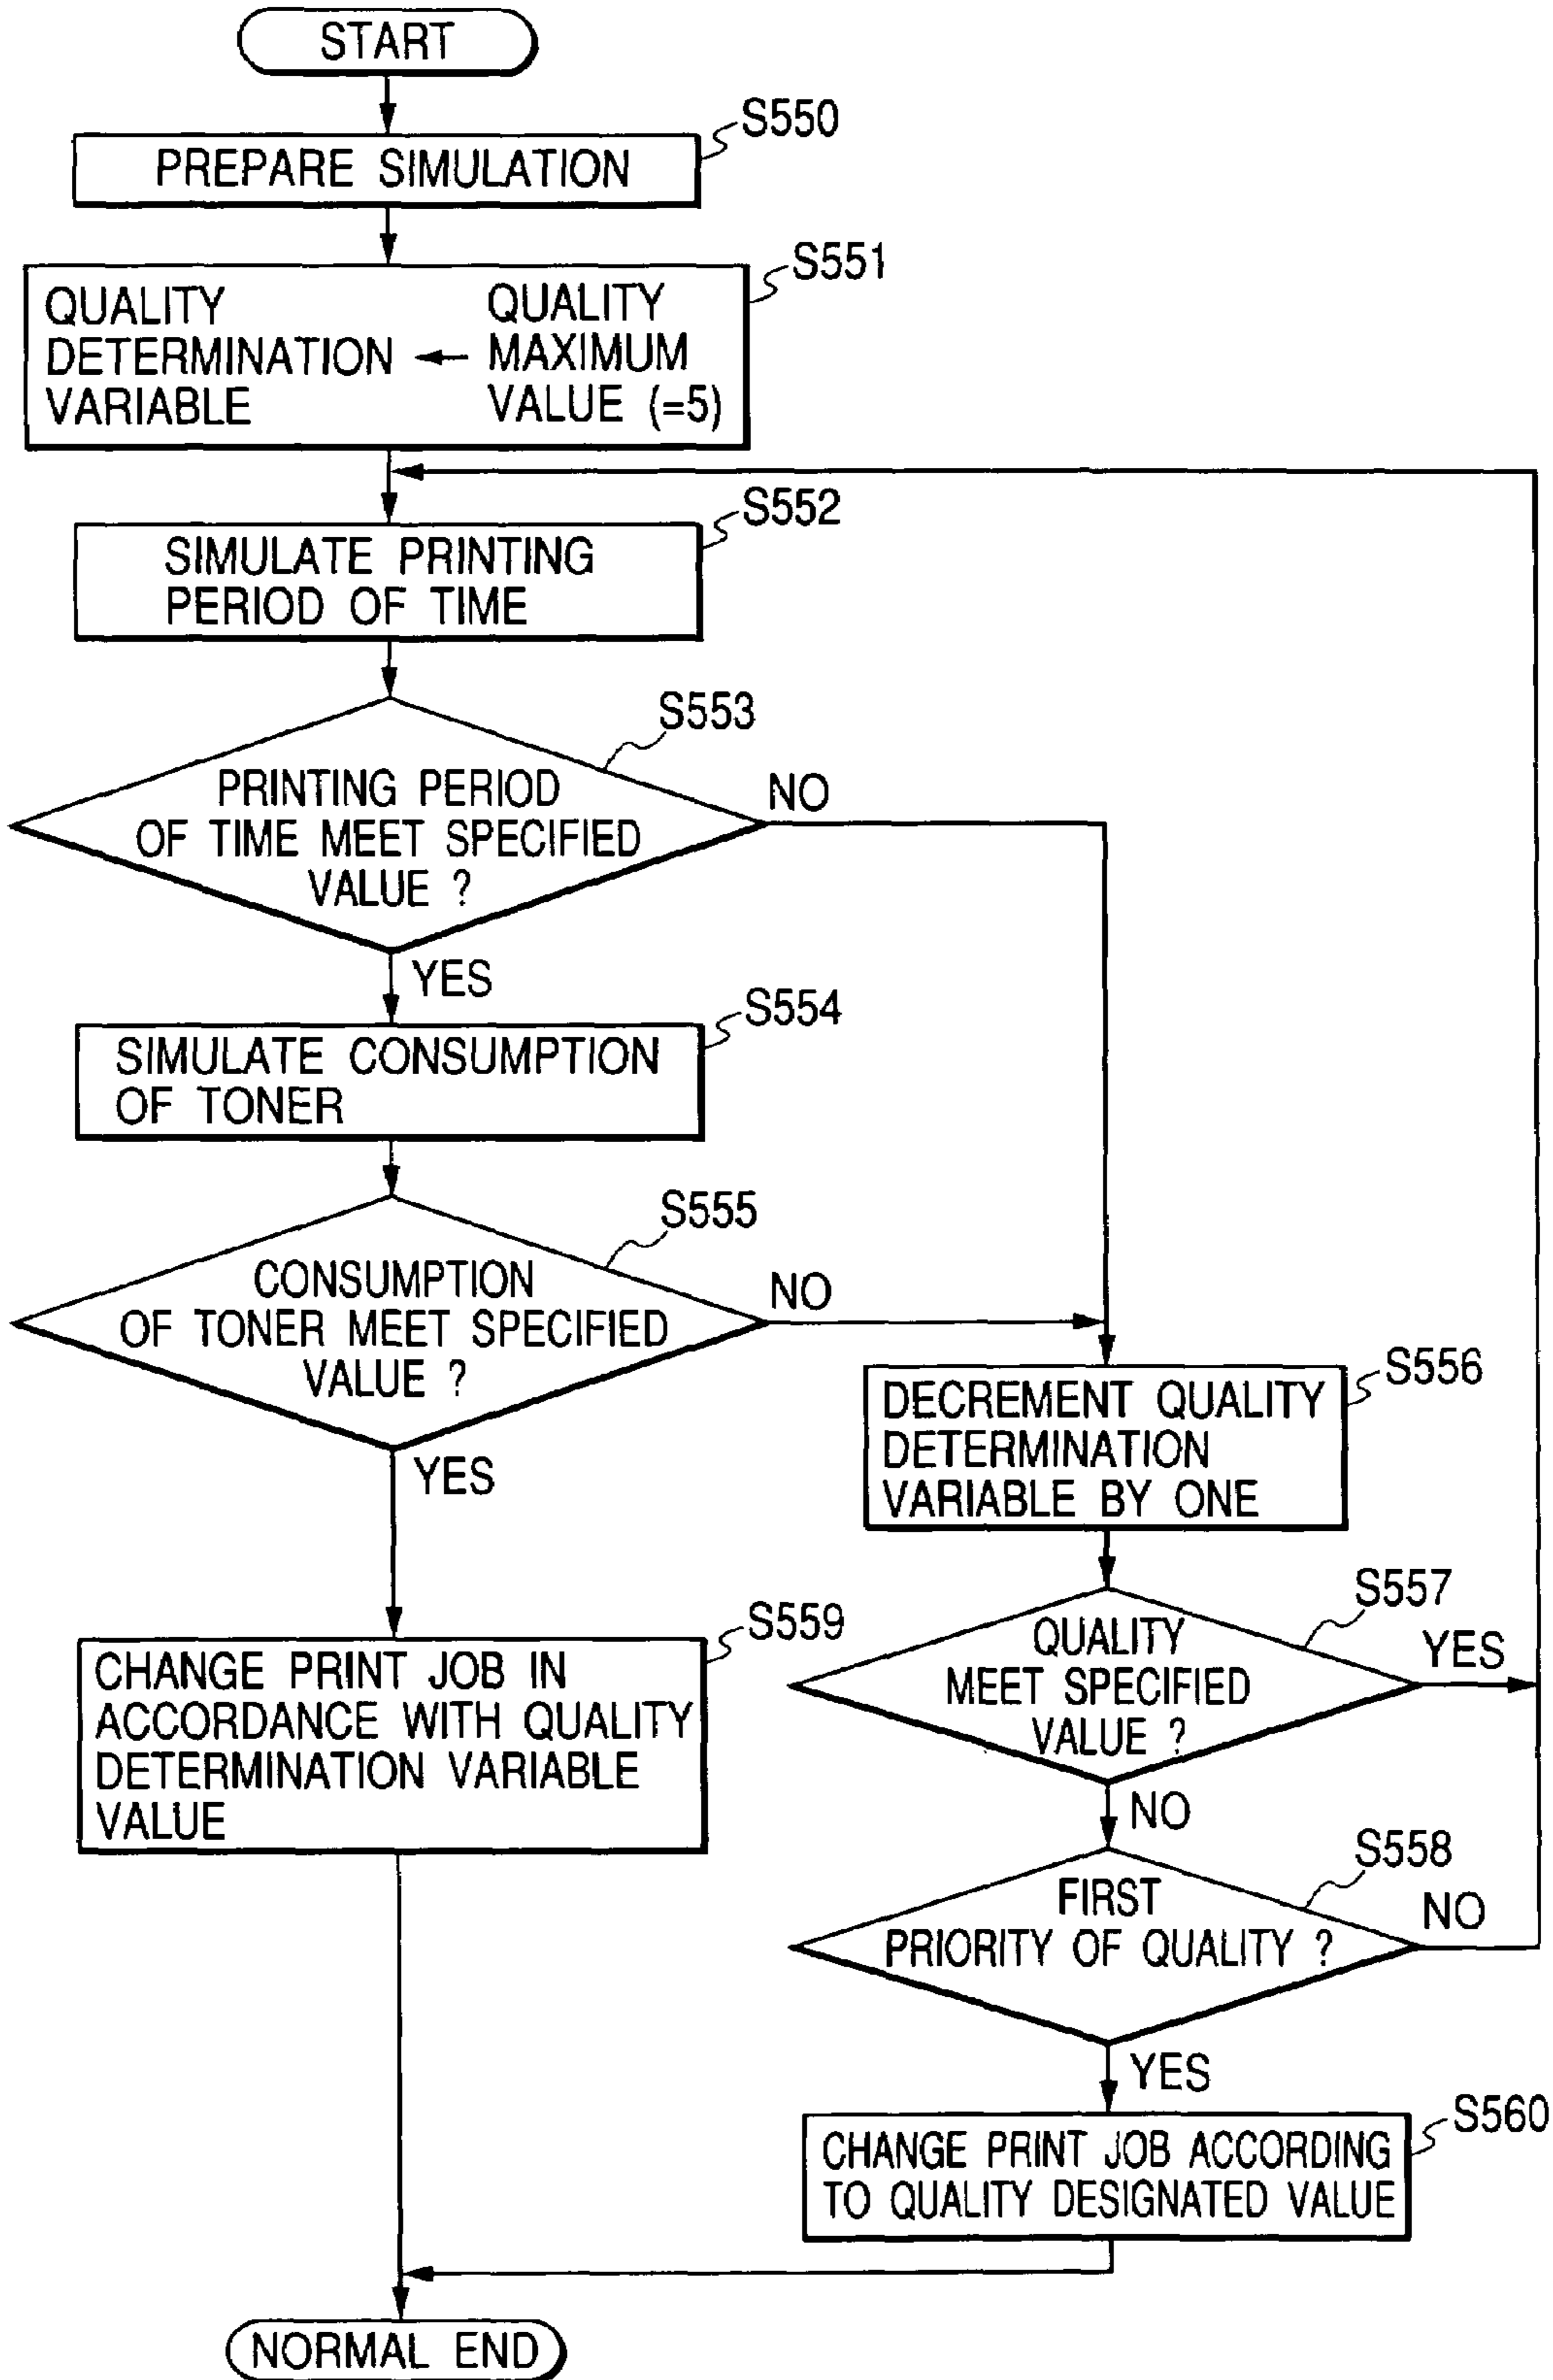 START
S550
PREPARE SIMULATION
S551
QUALITY
DETERMINATION
VARIABLE
←
QUALITY
MAXIMUM
VALUE (=5)
S552
SIMULATE PRINTING
PERIOD OF TIME
S553
PRINTING PERIOD
OF TIME MEET SPECIFIED
VALUE ?
NO
YES
S554
SIMULATE CONSUMPTION
OF TONER
S555
CONSUMPTION
OF TONER MEET SPECIFIED
VALUE ?
NO
YES
S556
DECREMENT QUALITY
DETERMINATION
VARIABLE BY ONE
S557
QUALITY
MEET SPECIFIED
VALUE ?
YES
NO
S559
CHANGE PRINT JOB IN
ACCORDANCE WITH QUALITY
DETERMINATION VARIABLE
VALUE
S558
FIRST
PRIORITY OF QUALITY ?
NO
YES
S560
CHANGE PRINT JOB ACCORDING
TO QUALITY DESIGNATED VALUE
NORMAL END